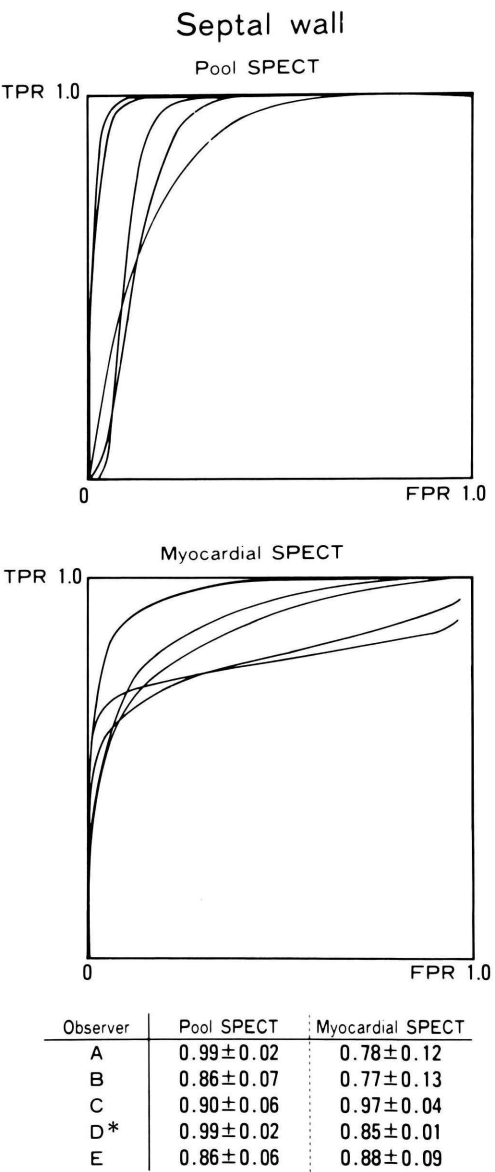 Septal wall
Pool SPECT
TPR 1.0
0 FPR 1.0
Myocardial SPECT
TPR 1.0
0 FPR 1.0
Observer Pool SPECT Myocardial SPECT
A 0.99±0.02 0.78±0.12
B 0.86±0.07 0.77±0.13
C 0.90±0.06 0.97±0.04
D* 0.99±0.02 0.85±0.01
E 0.86±0.06 0.88±0.09